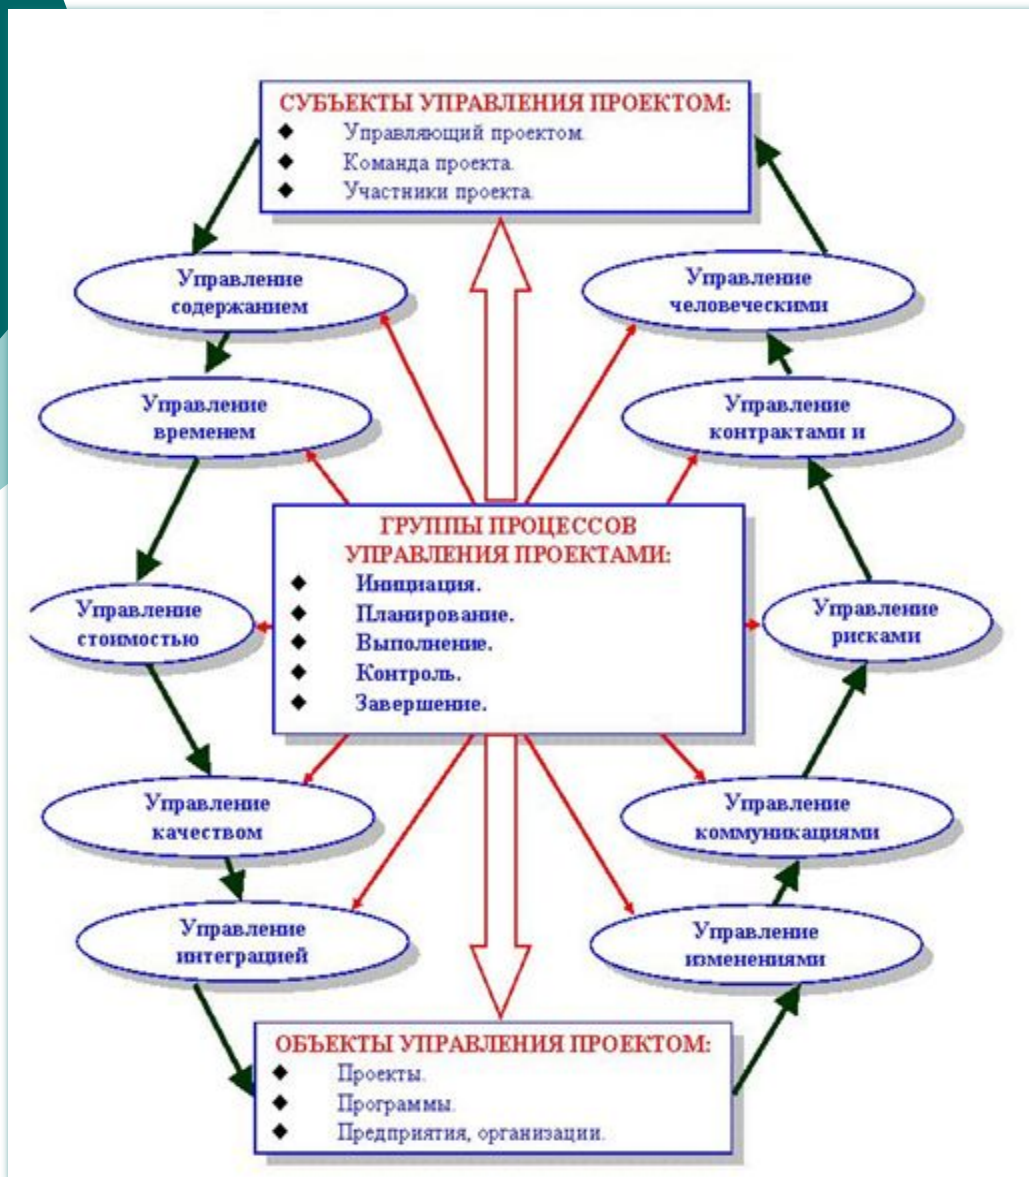 СУБЪЕКТЫ УПРАВЛЕНИЯ ПРОЕКТОМ:
◆ Управляющий проектом.
◆ Команда проекта.
◆ Участники проекта.
Управление
содержанием
Управление
человеческими
Управление
временем
Управление
контрактами и
ГРУППЫ ПРОЦЕССОВ
УПРАВЛЕНИЯ ПРОЕКТАМИ:
◆ Инициация.
◆ Планирование.
◆ Выполнение.
◆ Контроль.
◆ Завершение.
Управление
стоимостью
Управление
рисками
Управление
качеством
Управление
коммуникациями
Управление
интеграцией
Управление
изменениями
ОБЪЕКТЫ УПРАВЛЕНИЯ ПРОЕКТОМ:
◆ Проекты.
◆ Программы.
◆ Предприятия, организации.